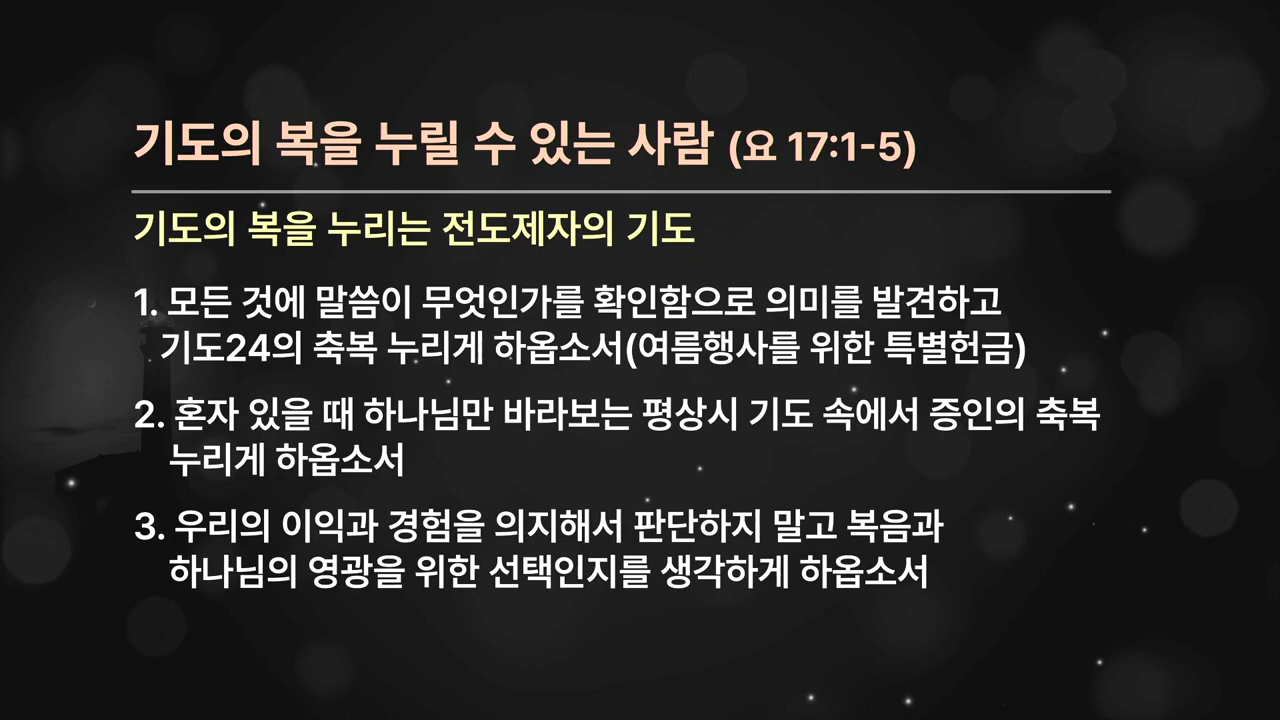 기도의 복을 누릴 수 있는 사람 (요 17:1-5)
기도의 복을 누리는 전도제자의 기도
1. 모든 것에 말씀이 무엇인가를 확인함으로 의미를 발견하고
기도24의 축복 누리게 하옵소서(여름행사를 위한 특별헌금)
2. 혼자 있을 때 하나님만 바라보는 평상시 기도 속에서 증인의 축복
누리게 하옵소서
3. 우리의 이익과 경험을 의지해서 판단하지 말고 복음과
하나님의 영광을 위한 선택인지를 생각하게 하옵소서